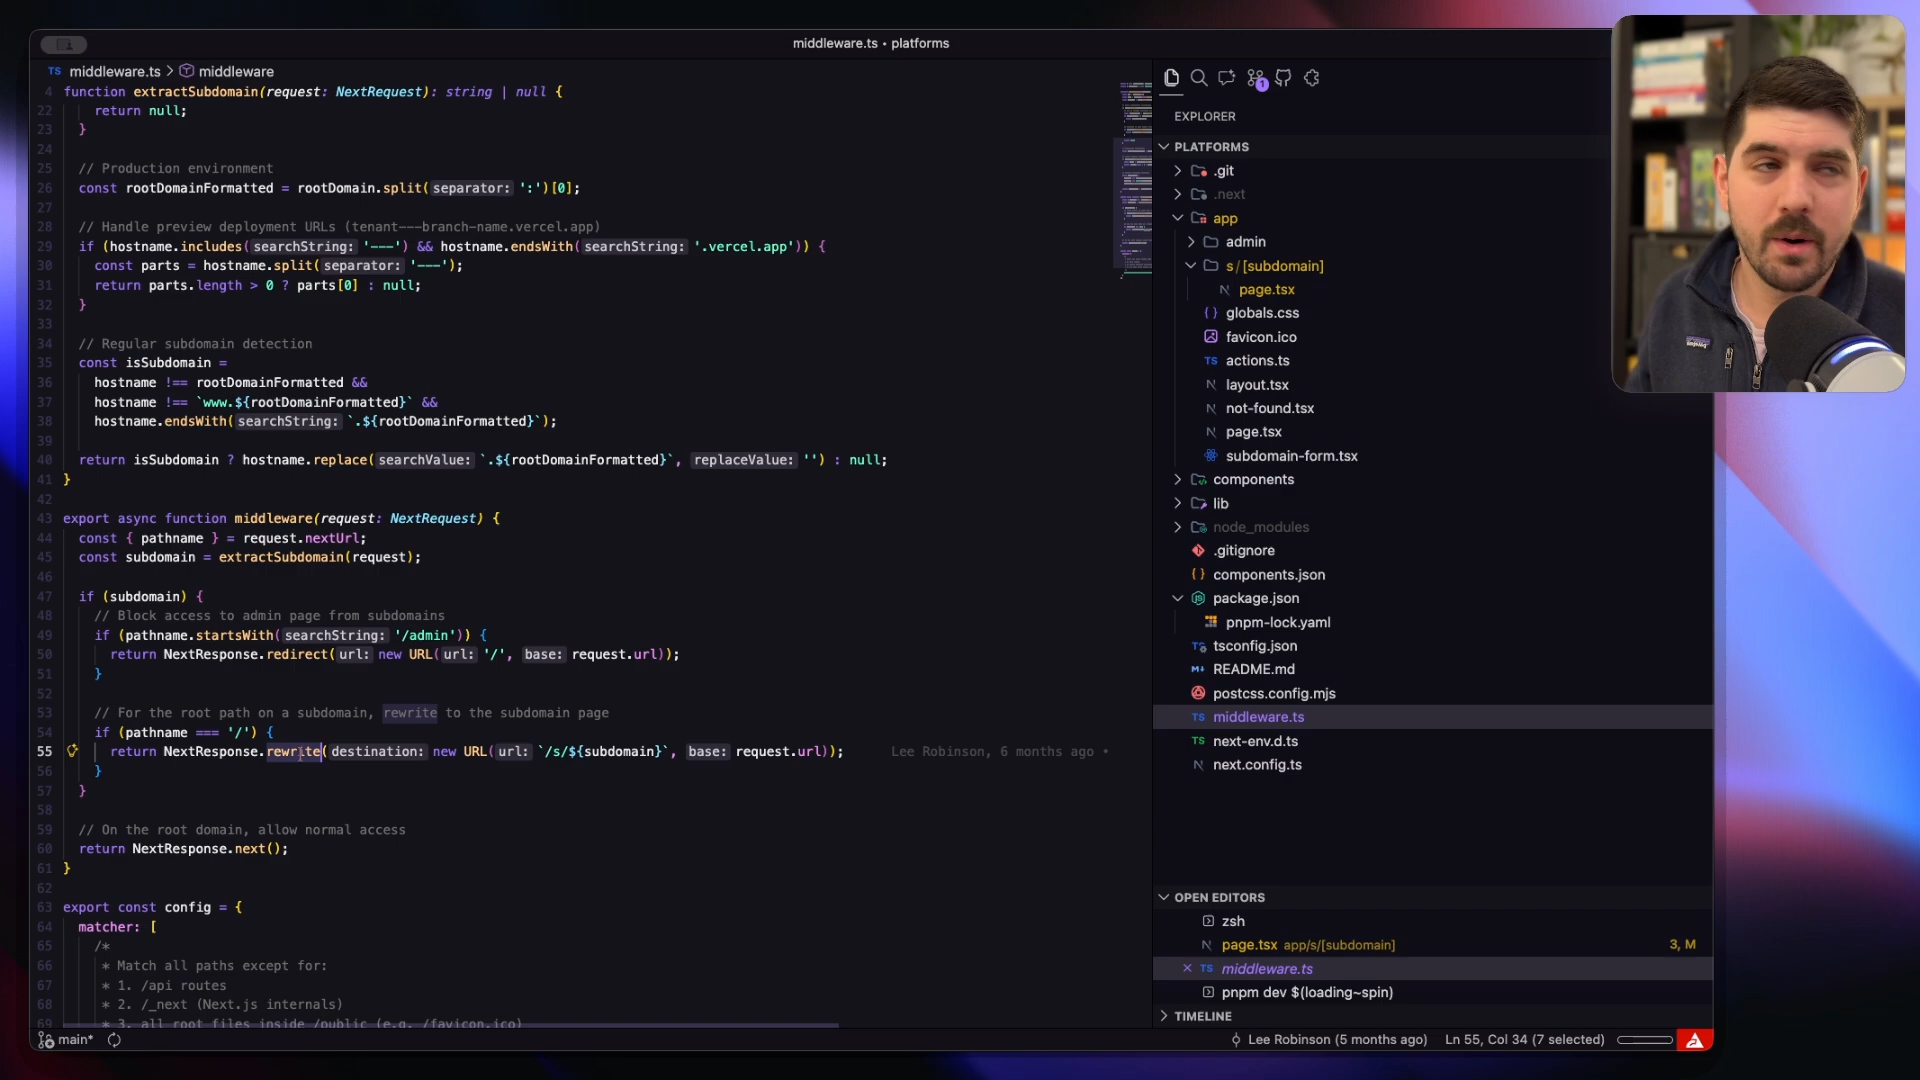 middleware.ts • platforms
TS middleware.ts > middleware
4 function extractSubdomain(request: NextRequest): string | null {
22 return null;
23 }
24
25 // Production environment
26 const rootDomainFormatted = rootDomain.split(separator: ':')[0];
27
28 // Handle preview deployment URLs (tenant---branch-name.vercel.app)
29 if (hostname.includes(searchString: '---') && hostname.endsWith(searchString: '.vercel.app')) {
30 const parts = hostname.split(separator: '---');
31 return parts.length > 0 ? parts[0] : null;
32 }
33
34 // Regular subdomain detection
35 const isSubdomain =
36 hostname !== rootDomainFormatted &&
37 hostname !== `www.${rootDomainFormatted}` &&
38 hostname.endsWith(searchString: `.${rootDomainFormatted}`);
39
40 return isSubdomain ? hostname.replace(searchValue: `.${rootDomainFormatted}`, replaceValue: '') : null;
41 }
42
43 export async function middleware(request: NextRequest) {
44 const { pathname } = request.nextUrl;
45 const subdomain = extractSubdomain(request);
46
47 if (subdomain) {
48 // Block access to admin page from subdomains
49 if (pathname.startsWith(searchString: '/admin')) {
50 return NextResponse.redirect(url: new URL(url: '/', base: request.url));
51 }
52
53 // For the root path on a subdomain, rewrite to the subdomain page
54 if (pathname === '/') {
55 return NextResponse.rewrite(destination: new URL(url: `/s/${subdomain}`, base: request.url)); Lee Robinson, 6 months ago •
56 }
57 }
58
59 // On the root domain, allow normal access
60 return NextResponse.next();
61 }
62
63 export const config = {
64 matcher: [
65 /*
66 * Match all paths except for:
67 * 1. /api routes
68 * 2. /_next (Next.js internals)
69 * 3. all root files inside /public (e.g. /favicon.ico)
1
EXPLORER
PLATFORMS
.git
.next
app
admin
s/[subdomain]
page.tsx
globals.css
favicon.ico
TS actions.ts
layout.tsx
not-found.tsx
page.tsx
subdomain-form.tsx
components
lib
node_modules
.gitignore
components.json
package.json
pnpm-lock.yaml
tsconfig.json
README.md
postcss.config.mjs
TS middleware.ts
TS next-env.d.ts
next.config.ts
OPEN EDITORS
zsh
page.tsx app/s/[subdomain] 3, M
TS middleware.ts
pnpm dev $(loading~spin)
TIMELINE
main*
Lee Robinson (5 months ago) Ln 55, Col 34 (7 selected)